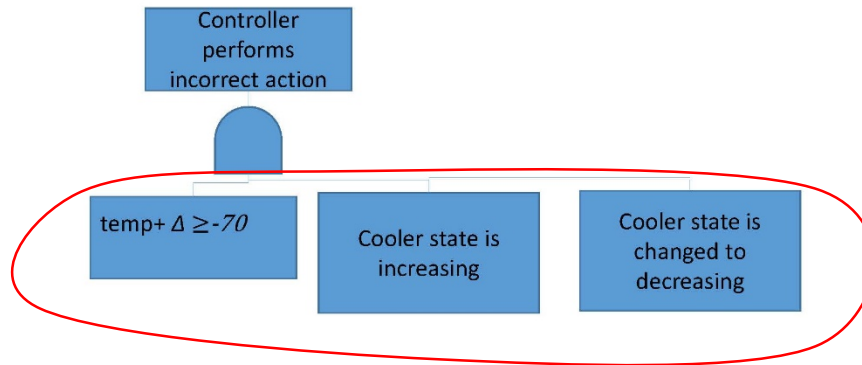 Controller
performs
incorrect action
temp+ Δ ≥-70
Cooler state is
increasing
Cooler state is
changed to
decreasing